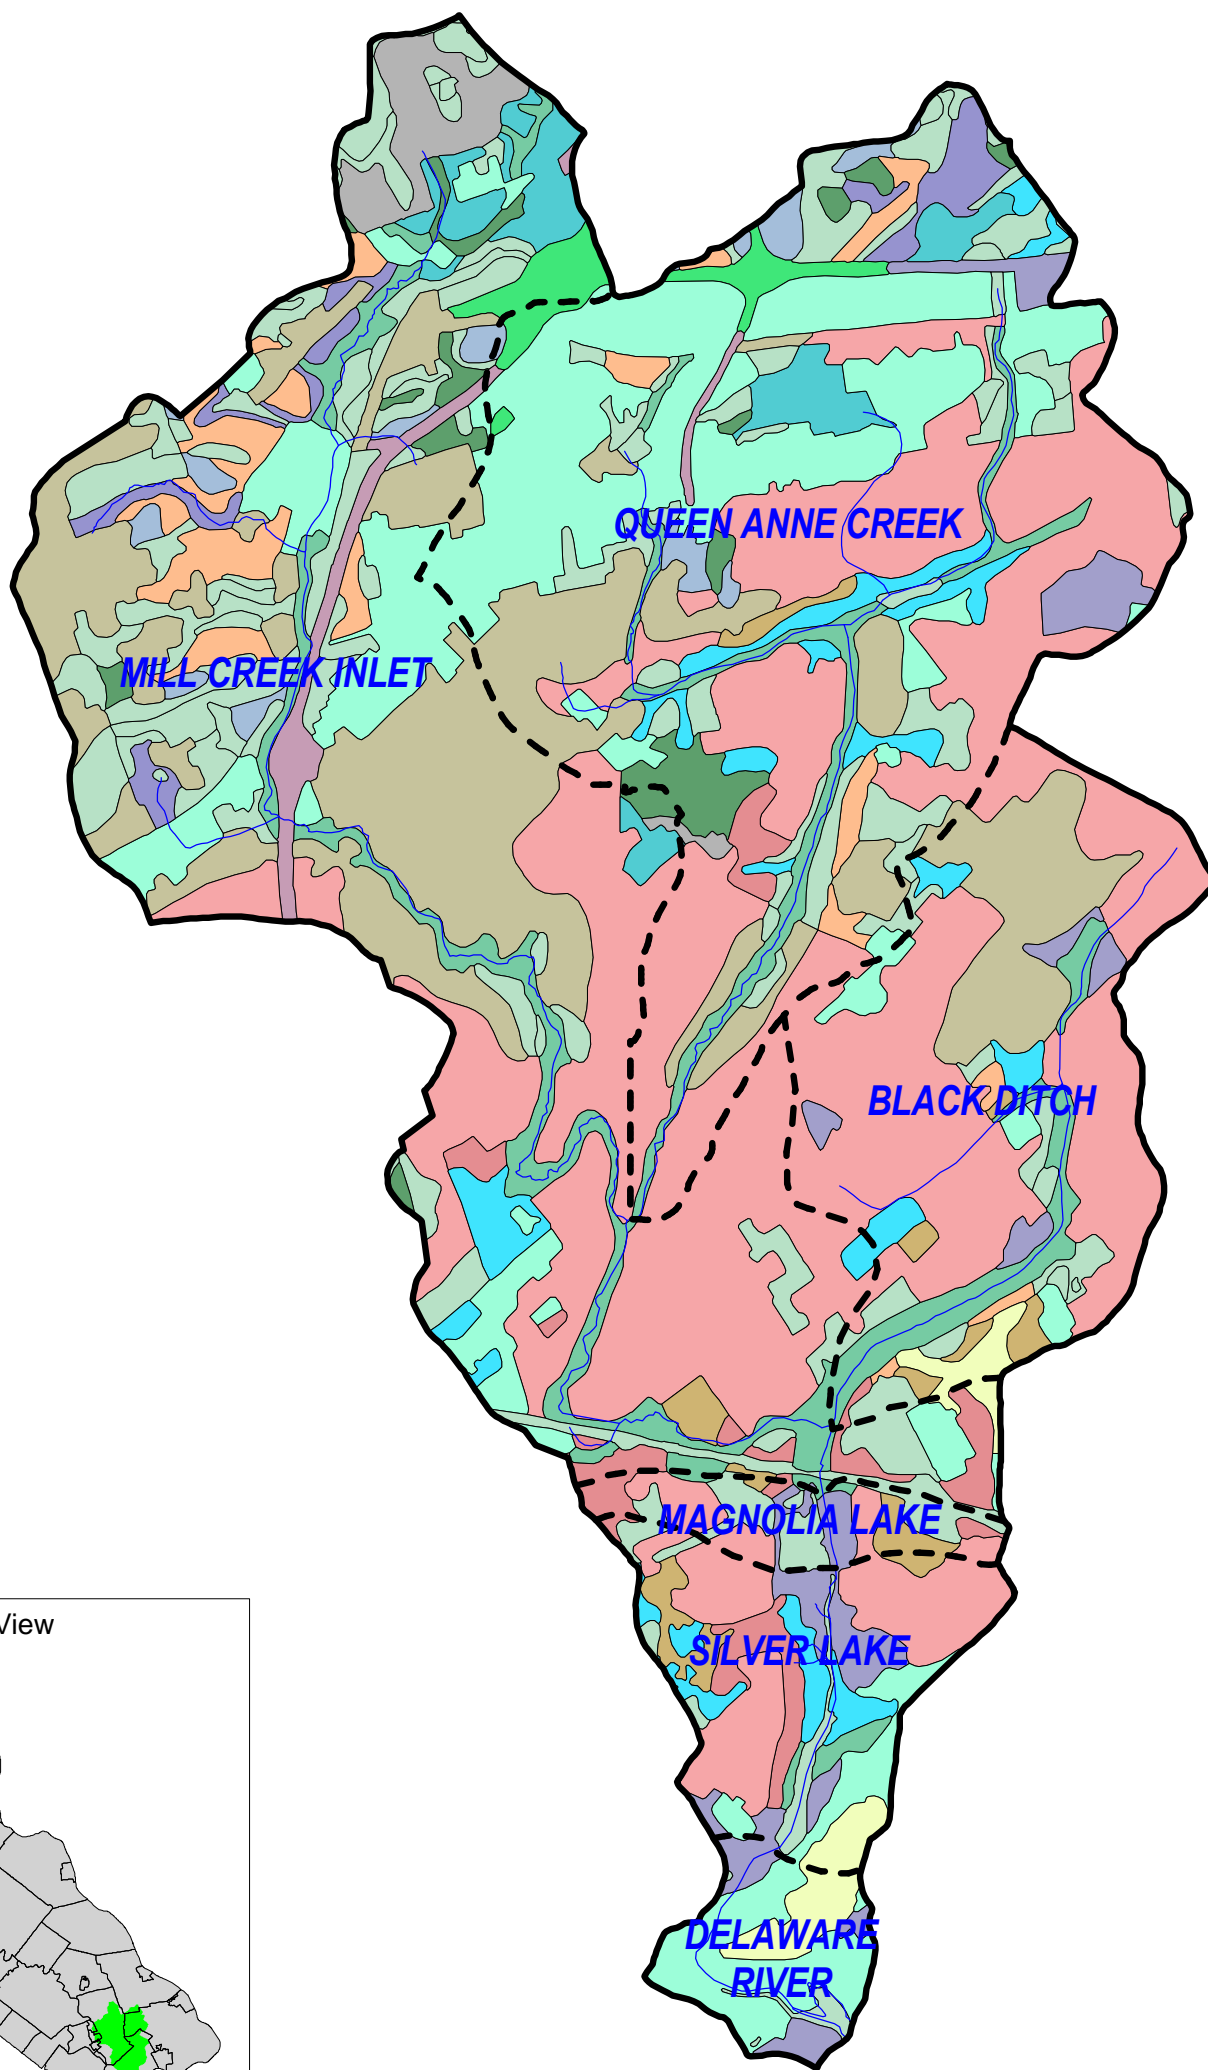 QUEEN ANNE CREEK
MILL CREEK INLET
BLACK DITCH
MAGNOLIA LAKE
View
SILVER LAKE
DELAWARE
RIVER